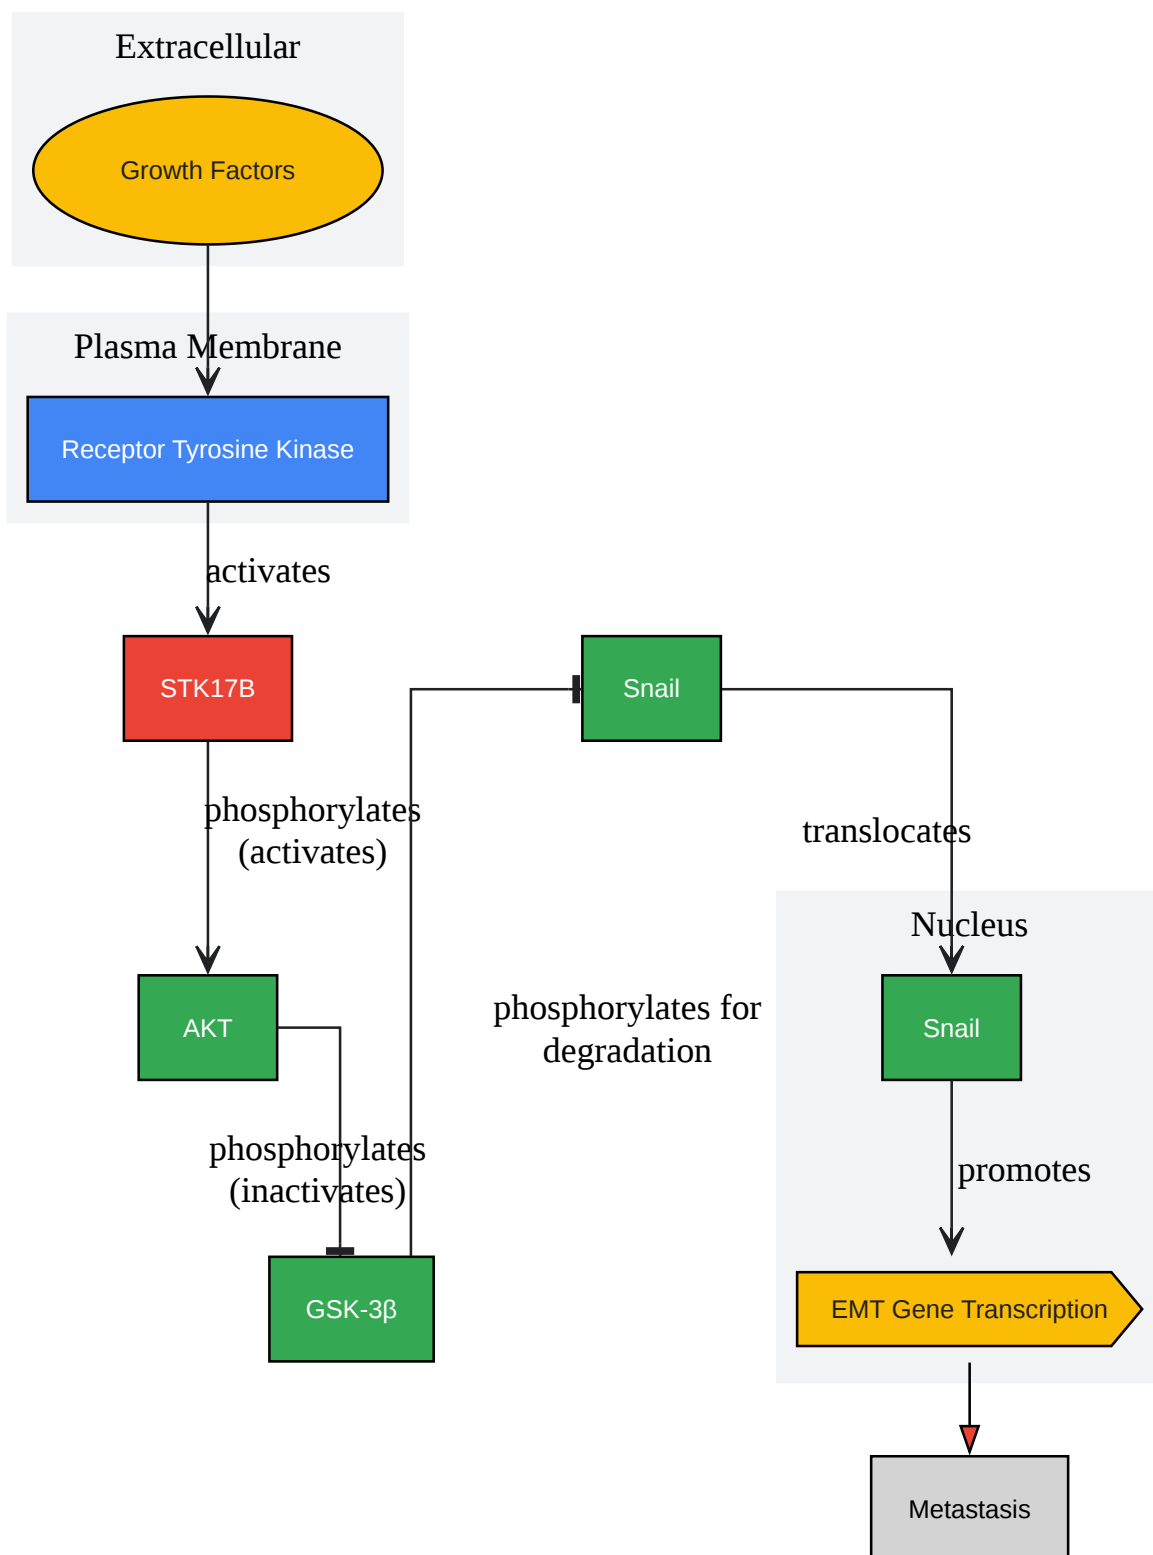 Extracellular
Growth Factors
Plasma Membrane
Receptor Tyrosine Kinase
activates
STK17B
Snail
phosphorylates
(activates)
translocates
Nucleus
AKT
phosphorylates for
degradation
Snail
phosphorylates
(inactivates)
promotes
GSK-3β
EMT Gene Transcription
Metastasis